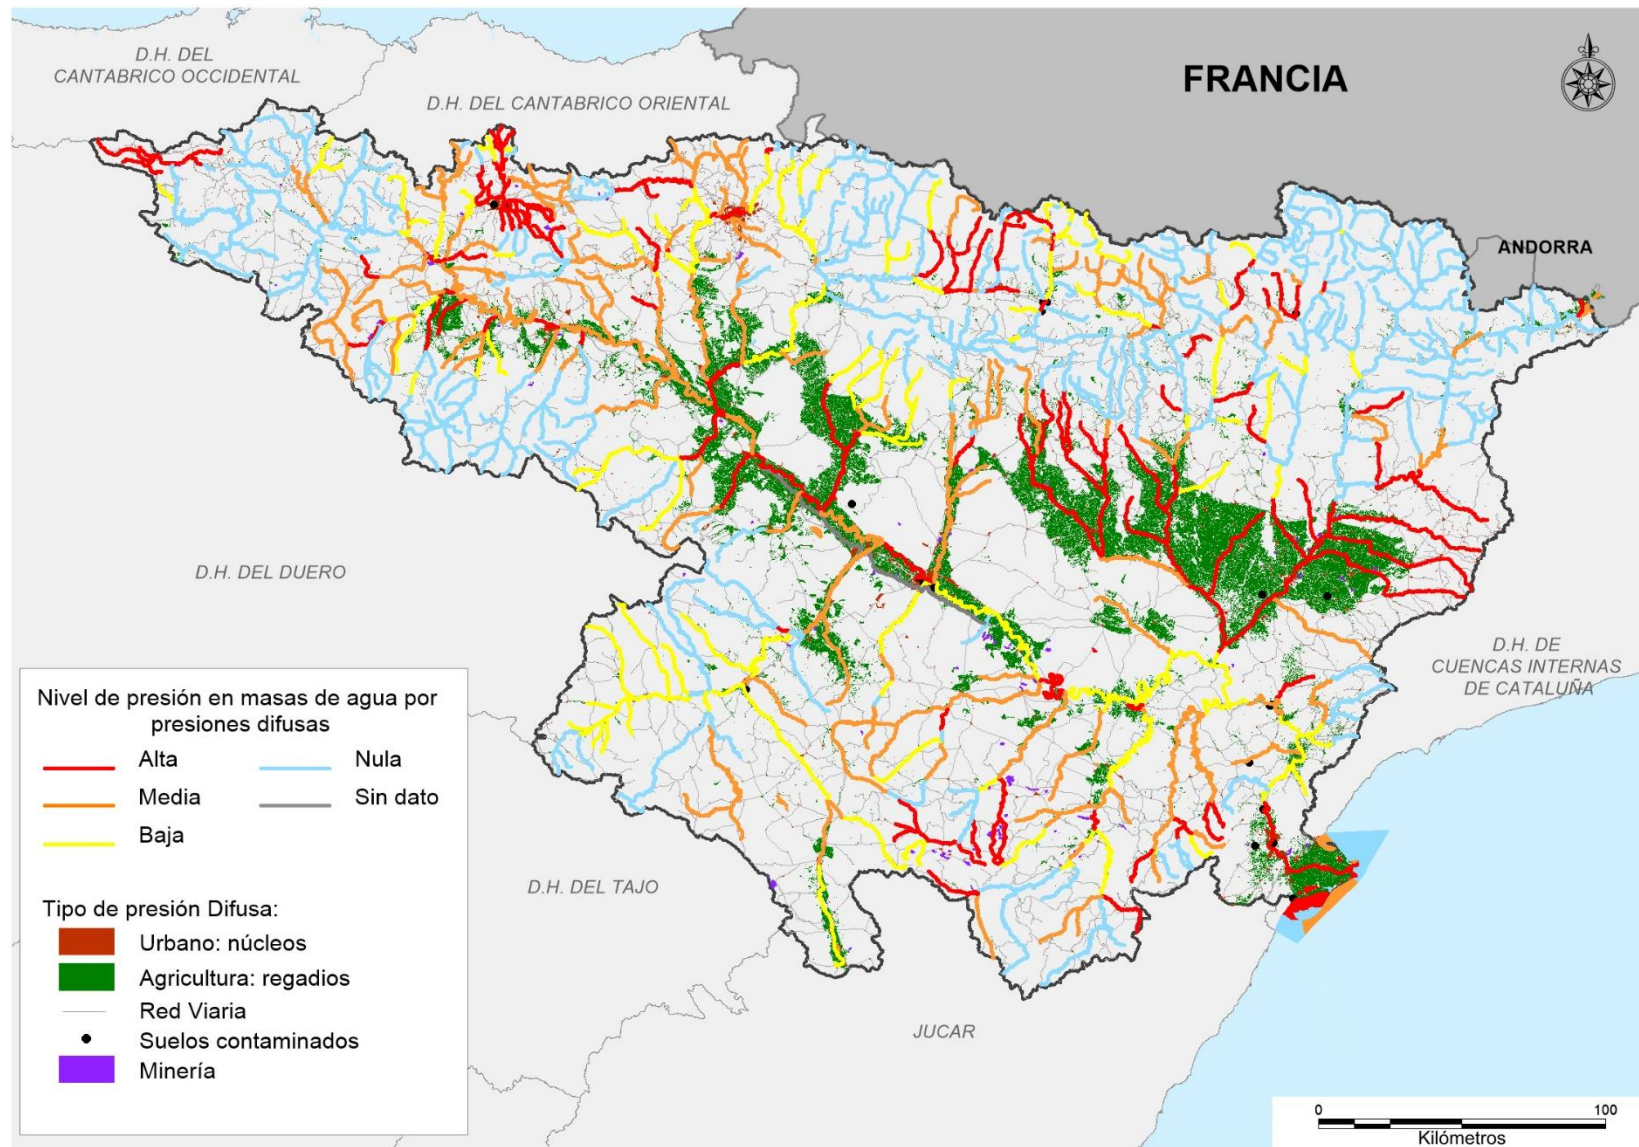 D.H. DEL
CANTABRICO OCCIDENTAL
D.H. DEL CANTABRICO ORIENTAL
FRANCIA
ANDORRA
D.H. DEL DUERO
D.H. DE
CUENCAS INTERNAS
DE CATALUÑA
D.H. DEL TAJO
JUCAR
Nivel de presión en masas de agua por
presiones difusas
Alta
Nula
Media
Sin dato
Baja
Tipo de presión Difusa:
Urbano: núcleos
Agricultura: regadios
Red Viaria
Suelos contaminados
Minería
0
100
Kilómetros